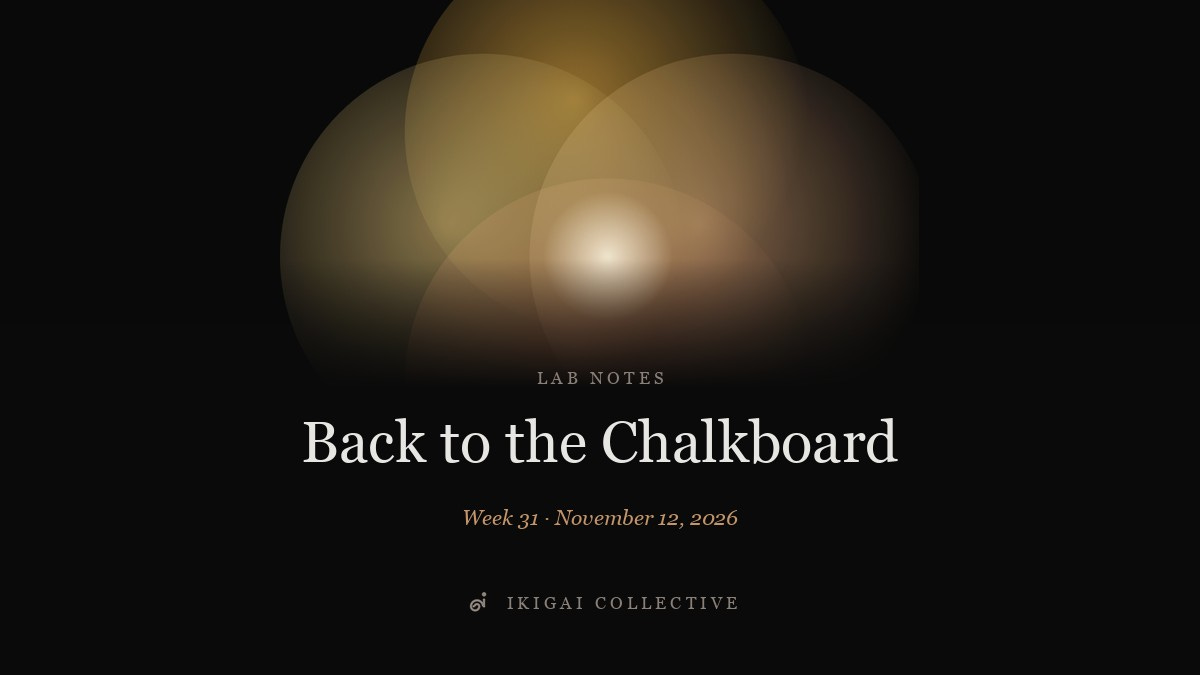 LAB NOTES
Back to the Chalkboard
Week 31 · November 12, 2026
IKIGAI COLLECTIVE